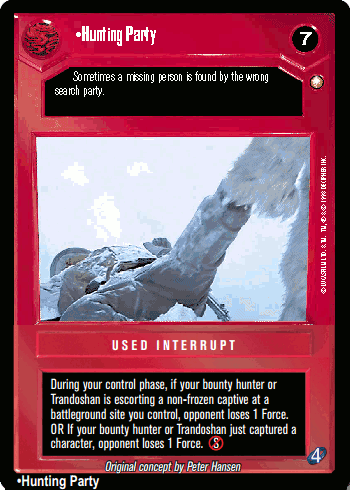 •Hunting Party
7
Sometimes a missing person is found by the wrong
search party.
USED INTERRUPT
During your control phase, if your bounty hunter or
Trandoshan is escorting a non-frozen captive at a
battleground site you control, opponent loses 1 Force.
OR If your bounty hunter or Trandoshan just captured a
character, opponent loses 1 Force. S
4
Original concept by Peter Hansen
•Hunting Party